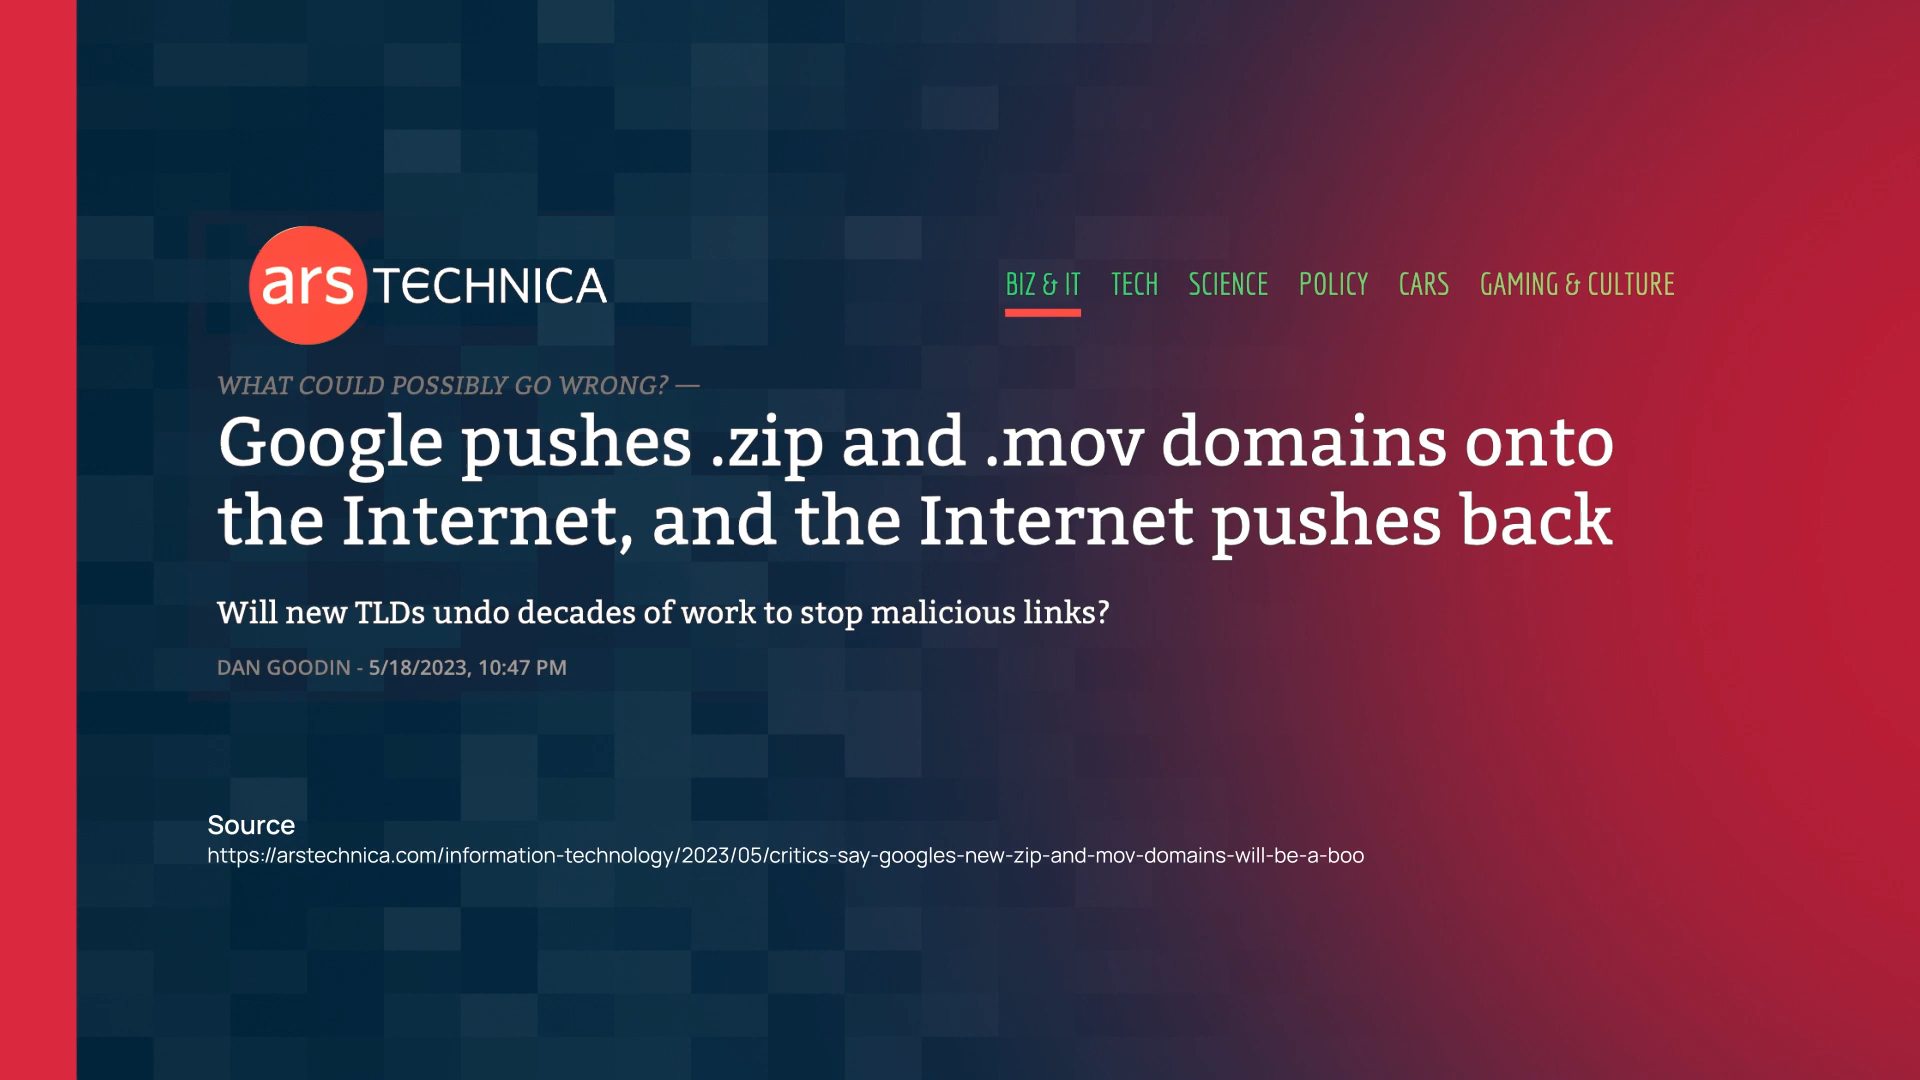 ars TECHNICA
BIZ & IT TECH SCIENCE POLICY CARS GAMING & CULTURE
WHAT COULD POSSIBLY GO WRONG? —
Google pushes .zip and .mov domains onto
the Internet, and the Internet pushes back
Will new TLDs undo decades of work to stop malicious links?
DAN GOODIN - 5/18/2023, 10:47 PM
Source
https://arstechnica.com/information-technology/2023/05/critics-say-googles-new-zip-and-mov-domains-will-be-a-boo